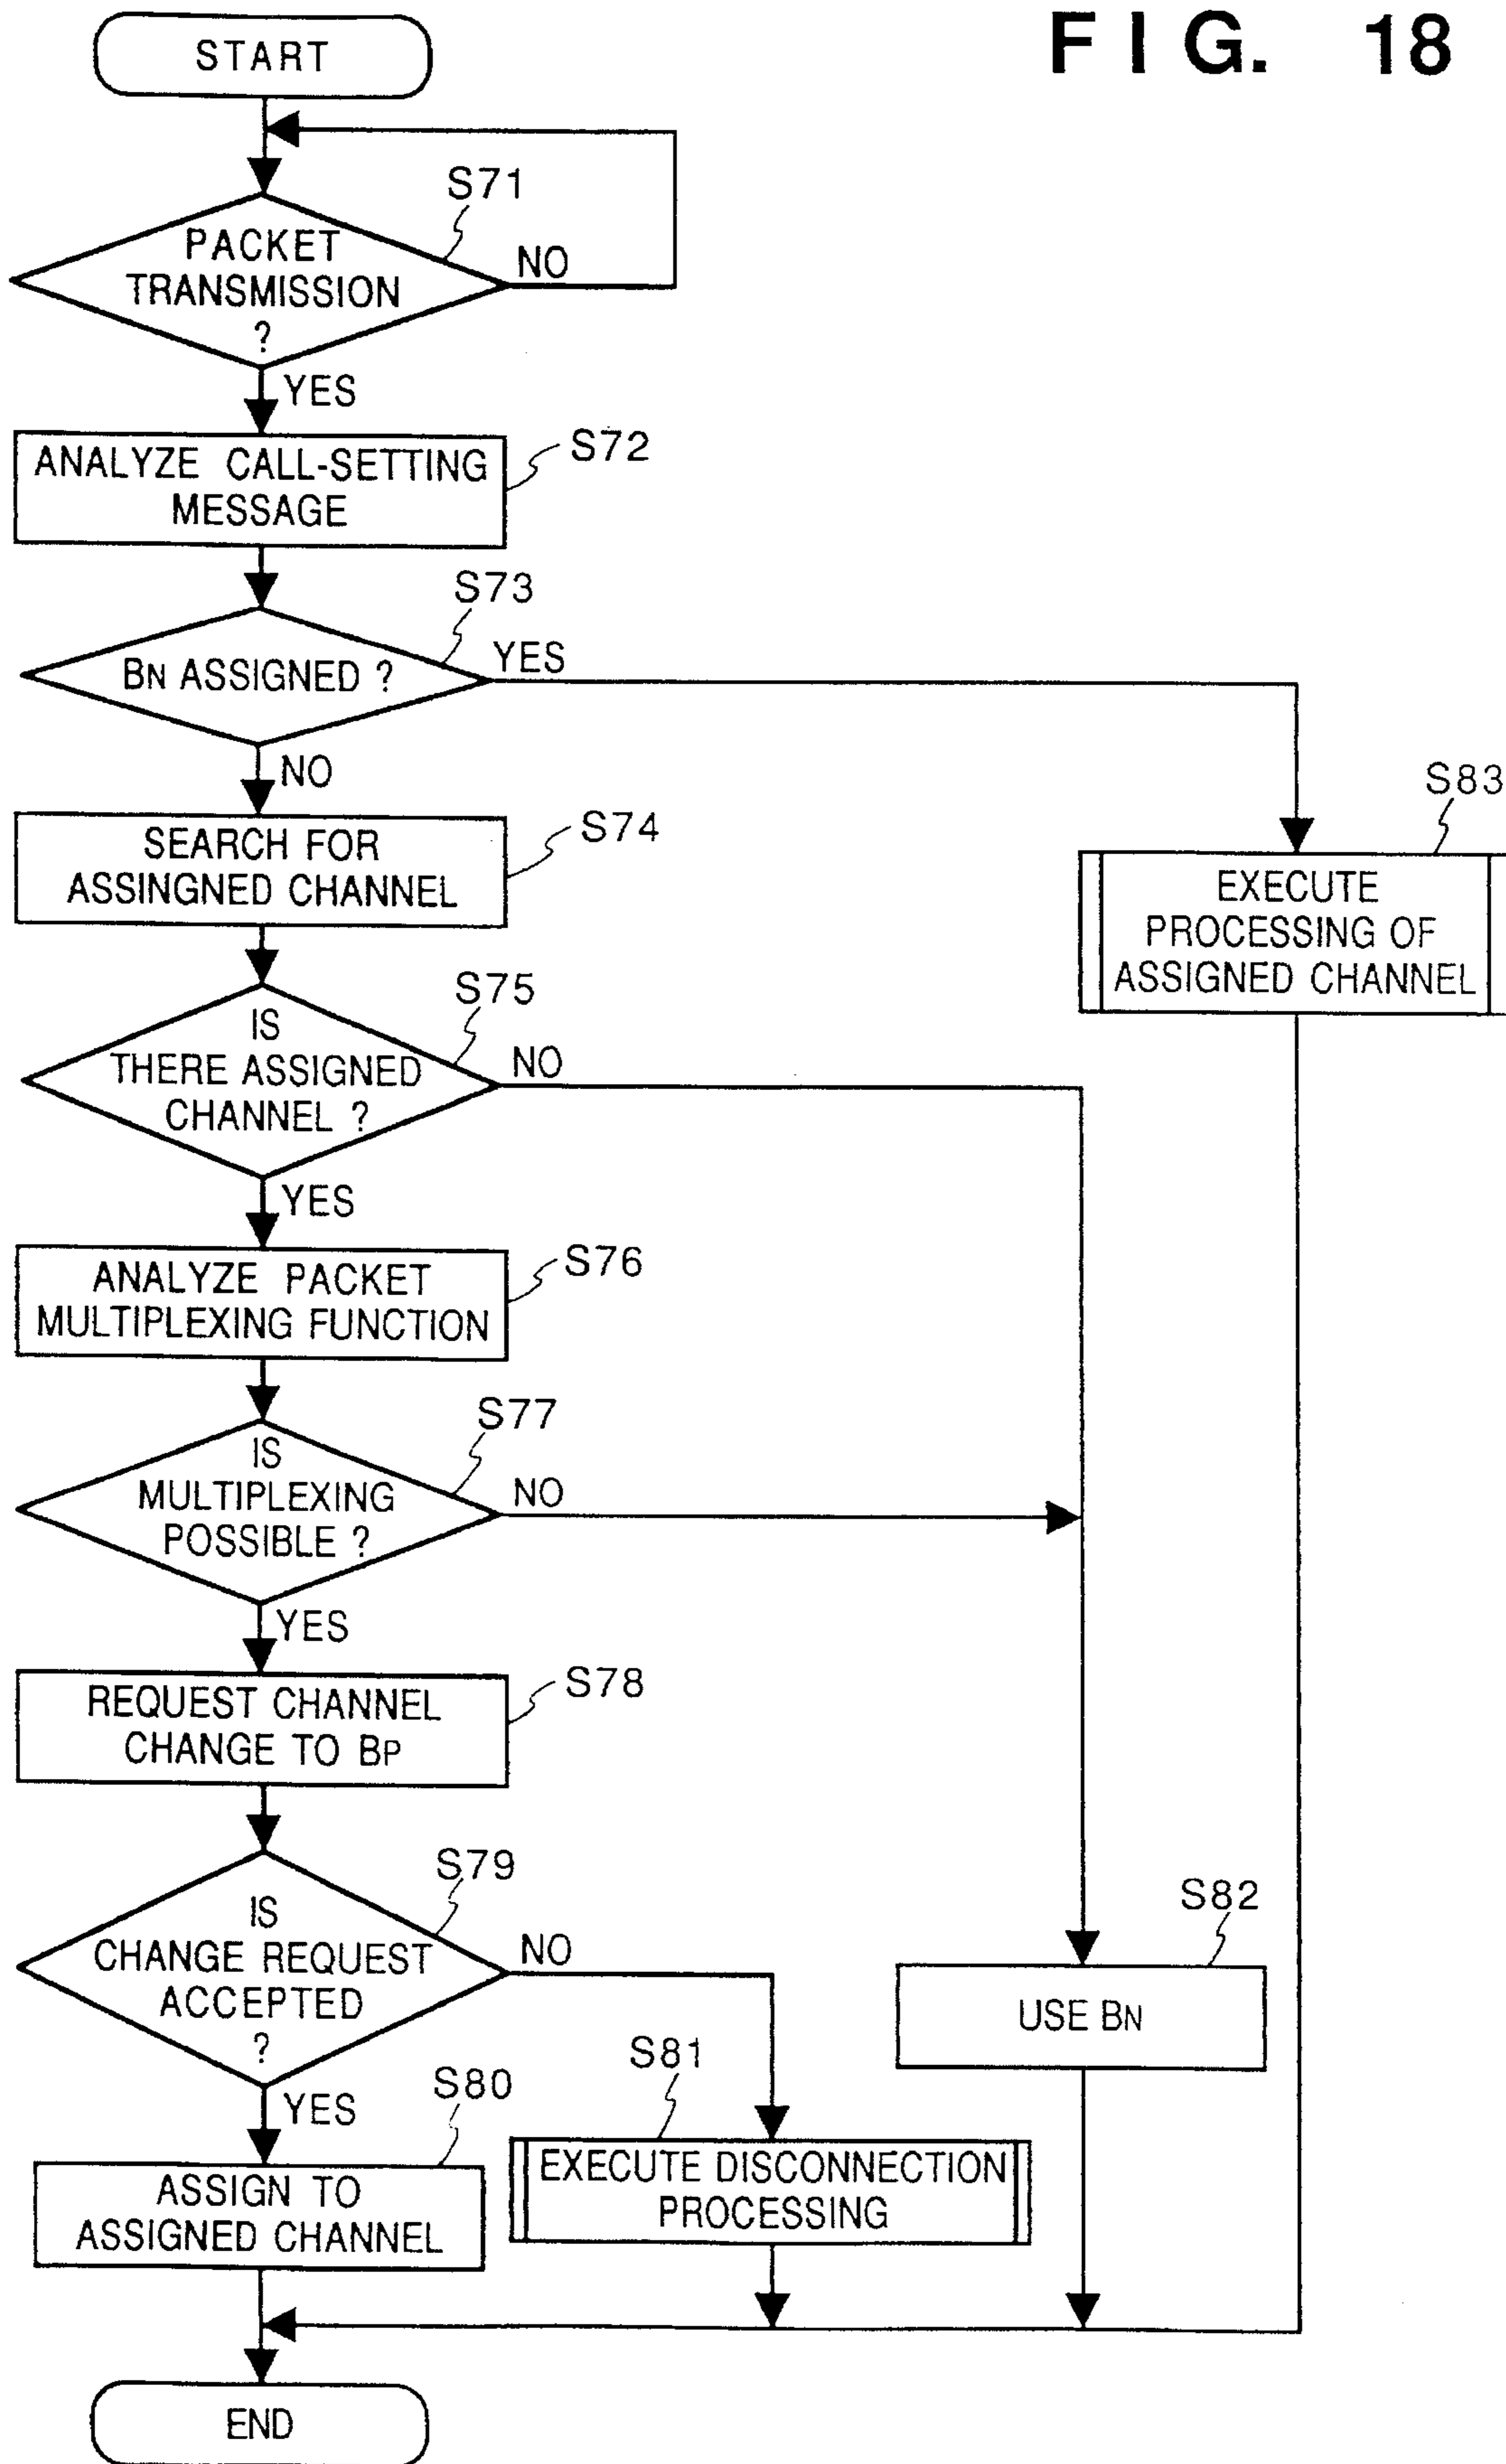 FIG. 18
START
S71
PACKET
TRANSMISSION
?
NO
YES
S72
ANALYZE CALL-SETTING
MESSAGE
S73
BN ASSIGNED ?
YES
NO
S74
SEARCH FOR
ASSINGNED CHANNEL
S83
EXECUTE
PROCESSING OF
ASSIGNED CHANNEL
S75
IS
THERE ASSIGNED
CHANNEL ?
NO
YES
S76
ANALYZE PACKET
MULTIPLEXING FUNCTION
S77
IS
MULTIPLEXING
POSSIBLE ?
NO
YES
S78
REQUEST CHANNEL
CHANGE TO BP
S79
IS
CHANGE REQUEST
ACCEPTED
?
NO
YES
S82
USE BN
S81
EXECUTE DISCONNECTION
PROCESSING
S80
ASSIGN TO
ASSIGNED CHANNEL
END